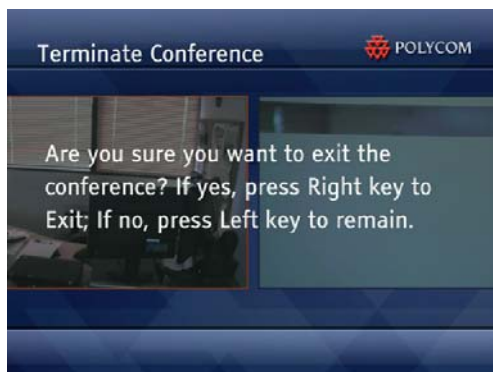 Terminate Conference
POLYCOM
Are you sure you want to exit the
conference? If yes, press Right key to
Exit; If no, press Left key to remain.